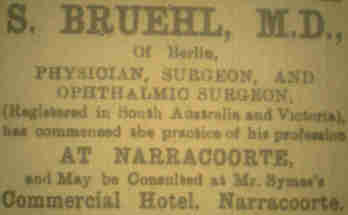 S. BRUEHL, M.D.,
Of Berlin,
PHYSICIAN, SURGEON, AND
OPHTHALMIC SURGEON,
(Registered in South Australia and Victoria),
has commenced the practice of his profession
AT NARRACOORTE,
and May be Consulted at Mr. Symes's
Commercial Hotel, Narracoorte.